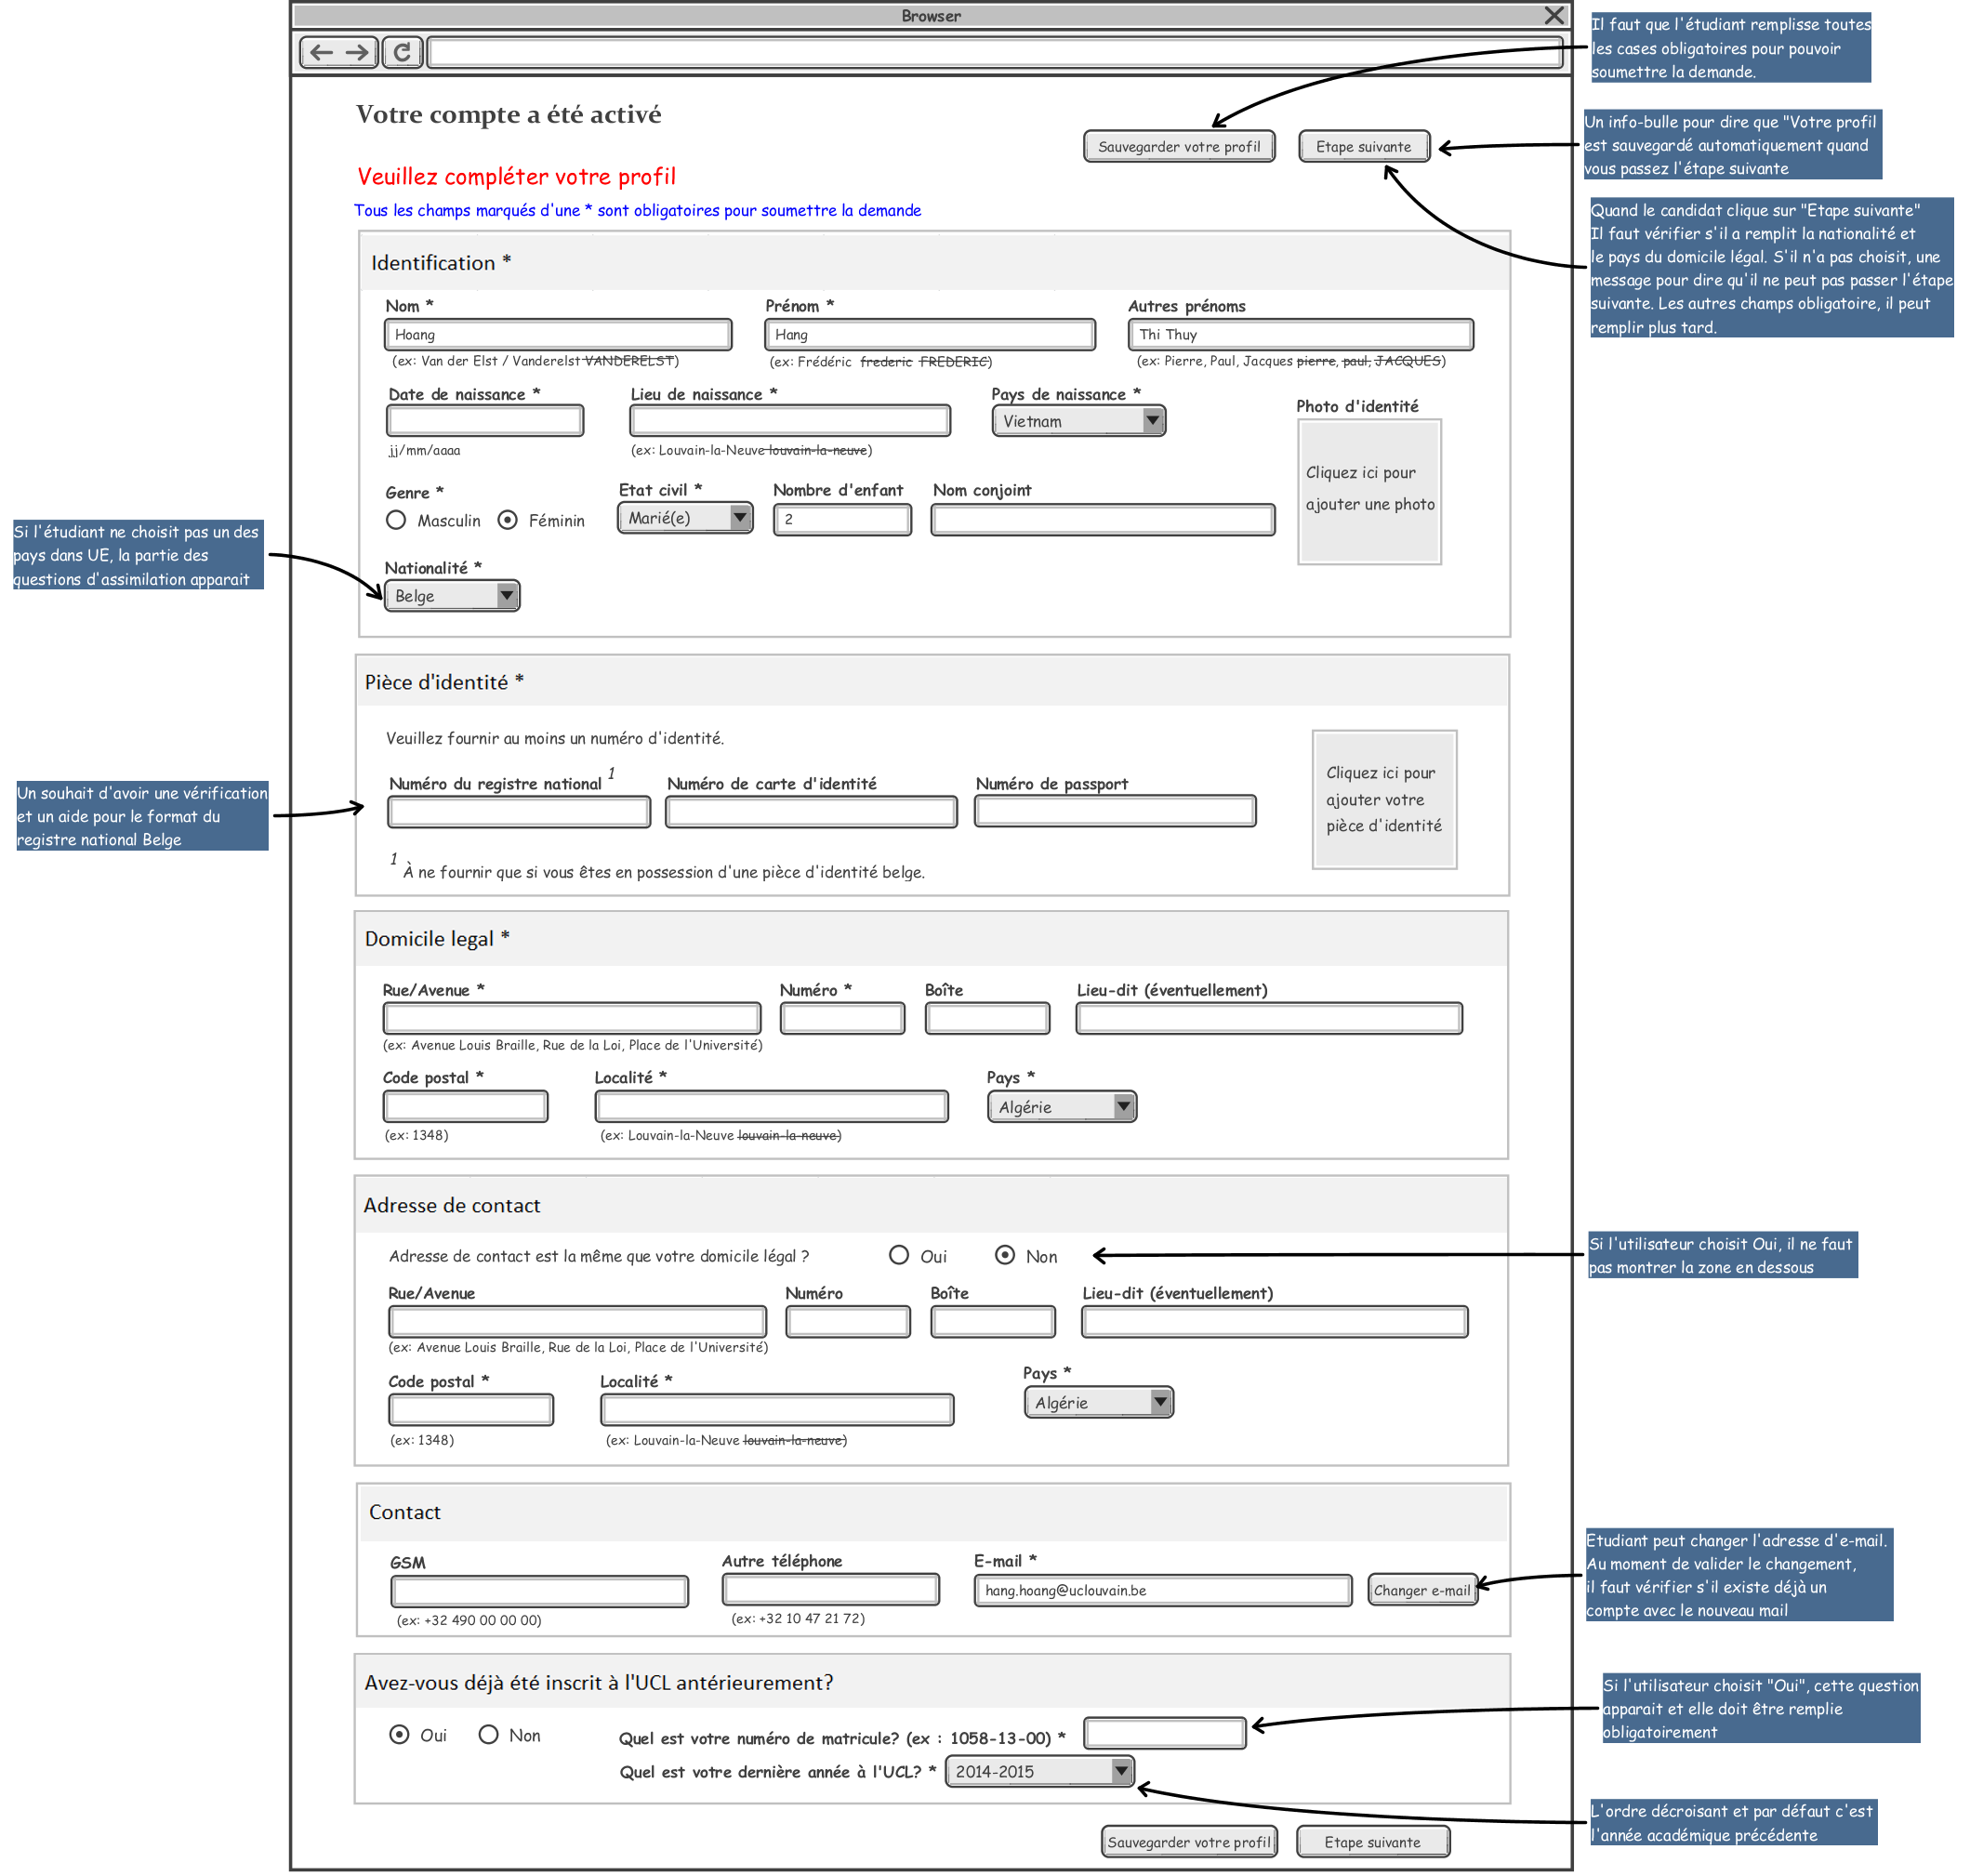 Browser
Votre compte a été activé
Sauvegarder votre profil
Etape suivante
Veuillez compléter votre profil
Tous les champs marqués d'une * sont obligatoires pour soumettre la demande
Il faut que l'étudiant remplisse toutes
les cases obligatoires pour pouvoir
soumettre la demande.
Un info-bulle pour dire que "Votre profil
est sauvegardé automatiquement quand
vous passez l'étape suivante
Quand le candidat clique sur "Etape suivante"
Il faut vérifier s'il a remplit la nationalité et
le pays du domicile légal. S'il n'a pas choisit, une
message pour dire qu'il ne peut pas passer l'étape
suivante. Les autres champs obligatoire, il peut
remplir plus tard.
Identification *
Nom *
Prénom *
Autres prénoms
Hoang
Hang
Thi Thuy
(ex: Van der Elst / Vanderelst VANDERELST)
(ex: Frédéric frederic FREDERIC)
(ex: Pierre, Paul, Jacques pierre, paul, JACQUES)
Date de naissance *
Lieu de naissance *
Pays de naissance *
Photo d'identité
Vietnam
jj/mm/aaaa
(ex: Louvain-la-Neuve louvain-la-neuve)
Cliquez ici pour
ajouter une photo
Genre *
Etat civil *
Nombre d'enfant
Nom conjoint
Masculin
Féminin
Marié(e)
2
Si l'étudiant ne choisit pas un des
pays dans UE, la partie des
questions d'assimilation apparait
Nationalité *
Belge
Pièce d'identité *
Veuillez fournir au moins un numéro d'identité.
Numéro du registre national 1
Numéro de carte d'identité
Numéro de passport
Cliquez ici pour
ajouter votre
pièce d'identité
Un souhait d'avoir une vérification
et un aide pour le format du
registre national Belge
1 À ne fournir que si vous êtes en possession d'une pièce d'identité belge.
Domicile legal *
Rue/Avenue *
Numéro *
Boîte
Lieu-dit (éventuellement)
(ex: Avenue Louis Braille, Rue de la Loi, Place de l'Université)
Code postal *
Localité *
Pays *
Algérie
(ex: 1348)
(ex: Louvain-la-Neuve louvain-la-neuve)
Adresse de contact
Adresse de contact est la même que votre domicile légal ?
Oui
Non
Si l'utilisateur choisit Oui, il ne faut
pas montrer la zone en dessous
Rue/Avenue
Numéro
Boîte
Lieu-dit (éventuellement)
(ex: Avenue Louis Braille, Rue de la Loi, Place de l'Université)
Code postal *
Localité *
Pays *
Algérie
(ex: 1348)
(ex: Louvain-la-Neuve louvain-la-neuve)
Contact
GSM
Autre téléphone
E-mail *
hang.hoang@uclouvain.be
Changer e-mail
(ex: +32 490 00 00 00)
(ex: +32 10 47 21 72)
Etudiant peut changer l'adresse d'e-mail.
Au moment de valider le changement,
il faut vérifier s'il existe déjà un
compte avec le nouveau mail
Avez-vous déjà été inscrit à l'UCL antérieurement?
Oui
Non
Quel est votre numéro de matricule? (ex : 1058-13-00) *
Quel est votre dernière année à l'UCL? *
2014-2015
Si l'utilisateur choisit "Oui", cette question
apparait et elle doit être remplie
obligatoirement
L'ordre décroisant et par défaut c'est
l'année académique précédente
Sauvegarder votre profil
Etape suivante